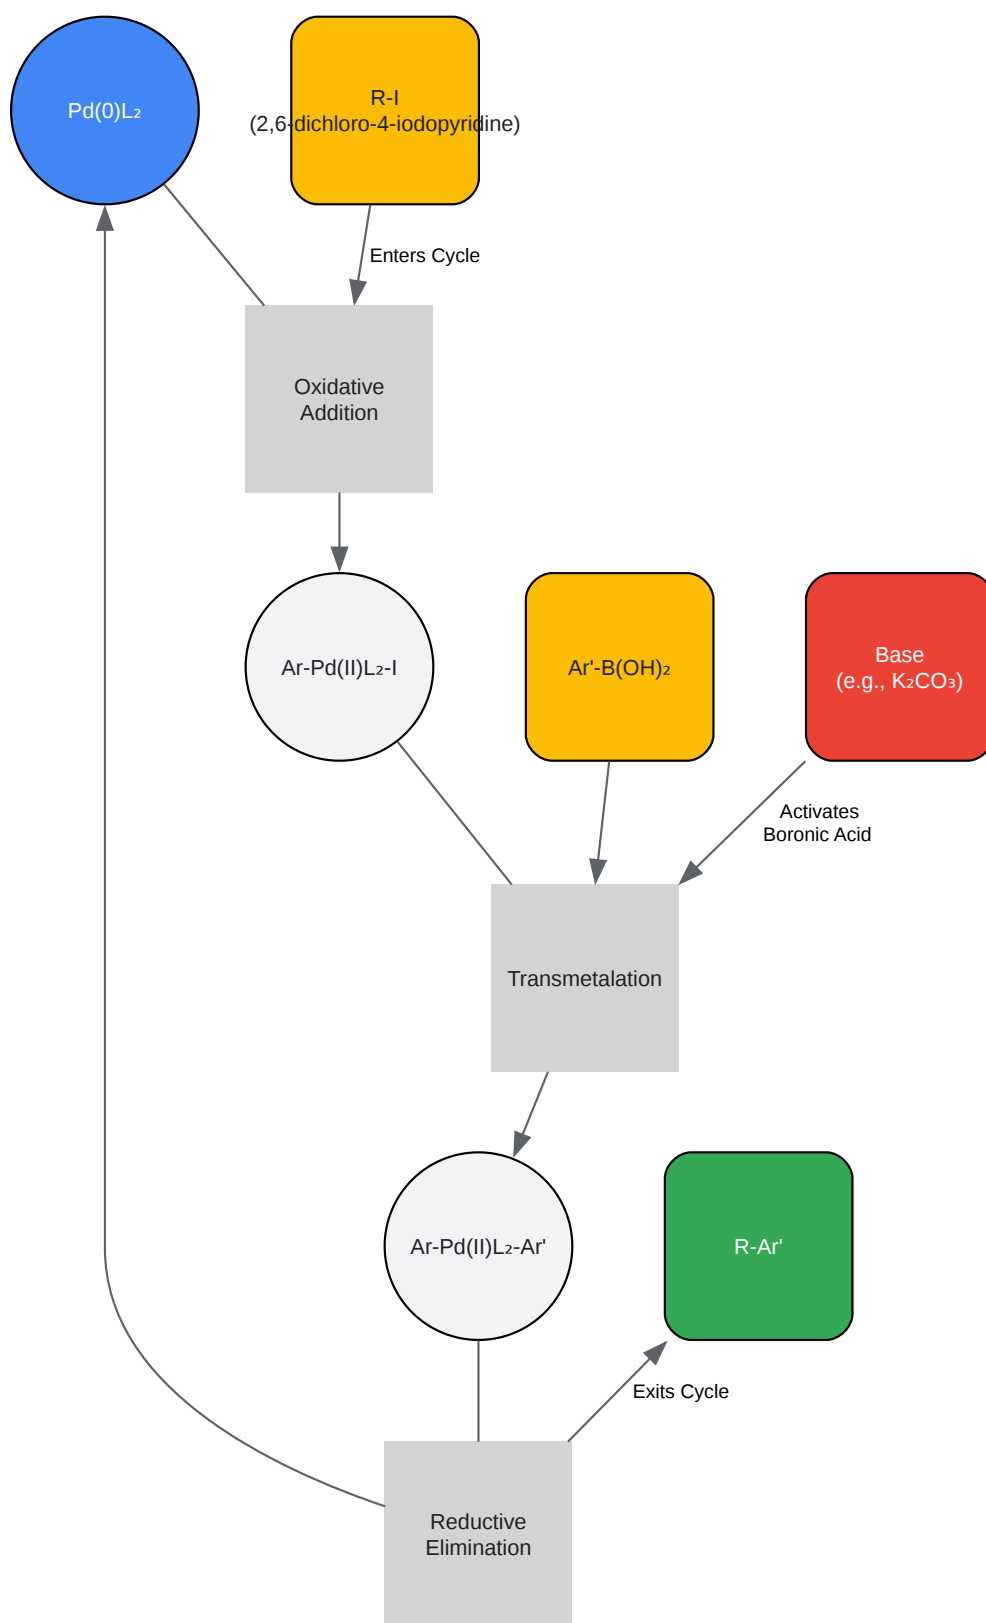 Pd(0)L₂
R-I
(2,6-dichloro-4-iodopyridine)
Enters Cycle
Oxidative
Addition
Ar-Pd(II)L₂-I
Ar'-B(OH)₂
Base
(e.g., K₂CO₃)
Activates
Boronic Acid
Transmetalation
Ar-Pd(II)L₂-Ar'
R-Ar'
Exits Cycle
Reductive
Elimination